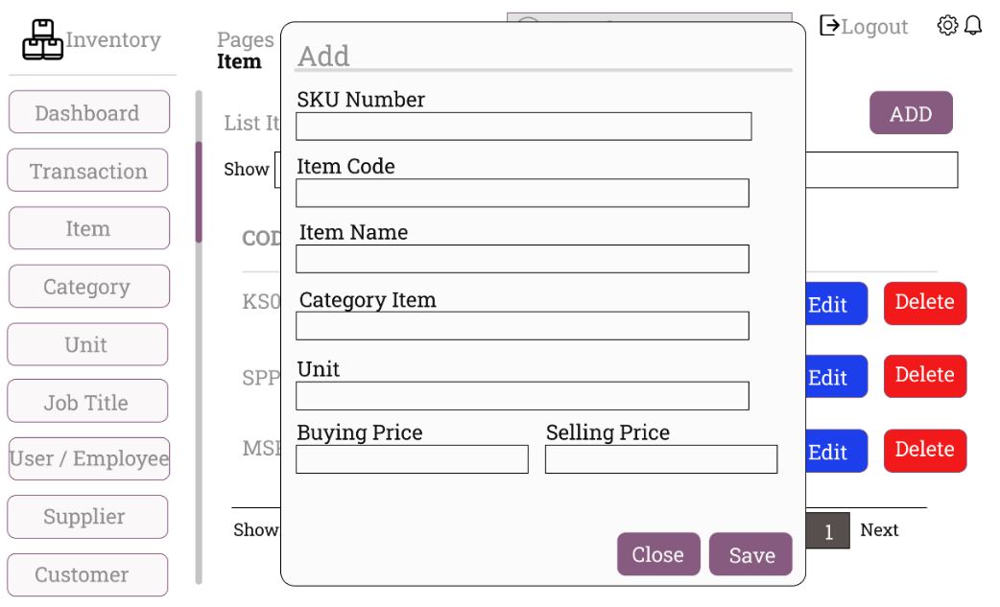 Inventory
Dashboard
Transaction
Item
Category
Unit
Job Title
User / Employee
Supplier
Customer
Pages
Item
Logout
List It
ADD
Show
COD
KS0
Edit
Delete
SPP
Edit
Delete
Edit
Delete
Show
1
Next
Add
SKU Number
Item Code
Item Name
Category Item
Unit
Buying Price
Selling Price
Close
Save